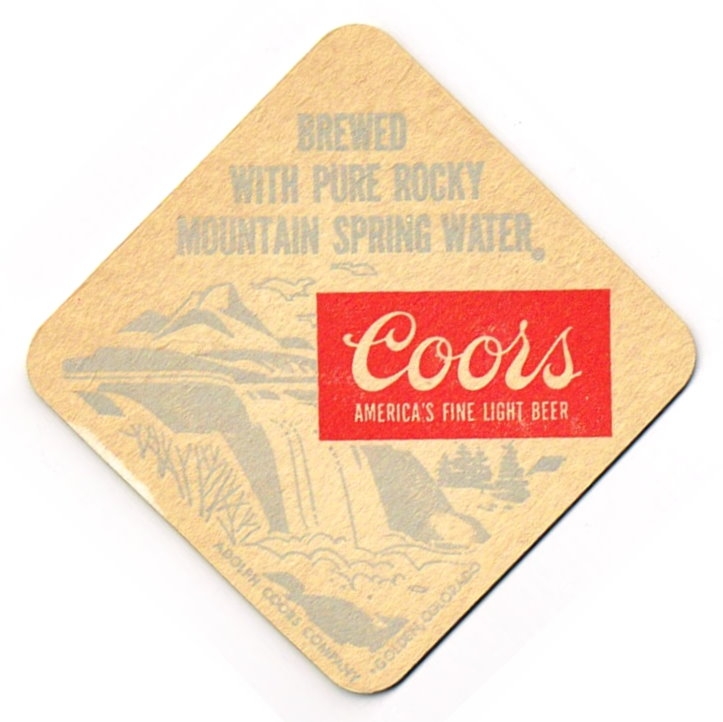 BREWED
WITH PURE ROCKY
MOUNTAIN SPRING WATER®
Coors
AMERICA'S FINE LIGHT BEER
ADOLPH COORS COMPANY
• GOLDEN, COLORADO